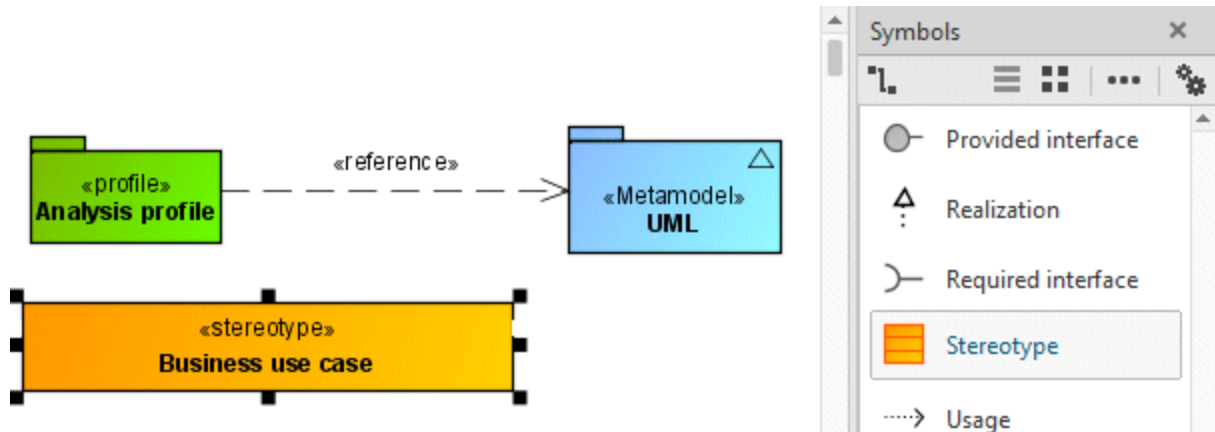 «profile»
Analysis profile
«reference»
«Metamodel»
UML
«stereotype»
Business use case
Symbols
Provided interface
Realization
Required interface
Stereotype
Usage